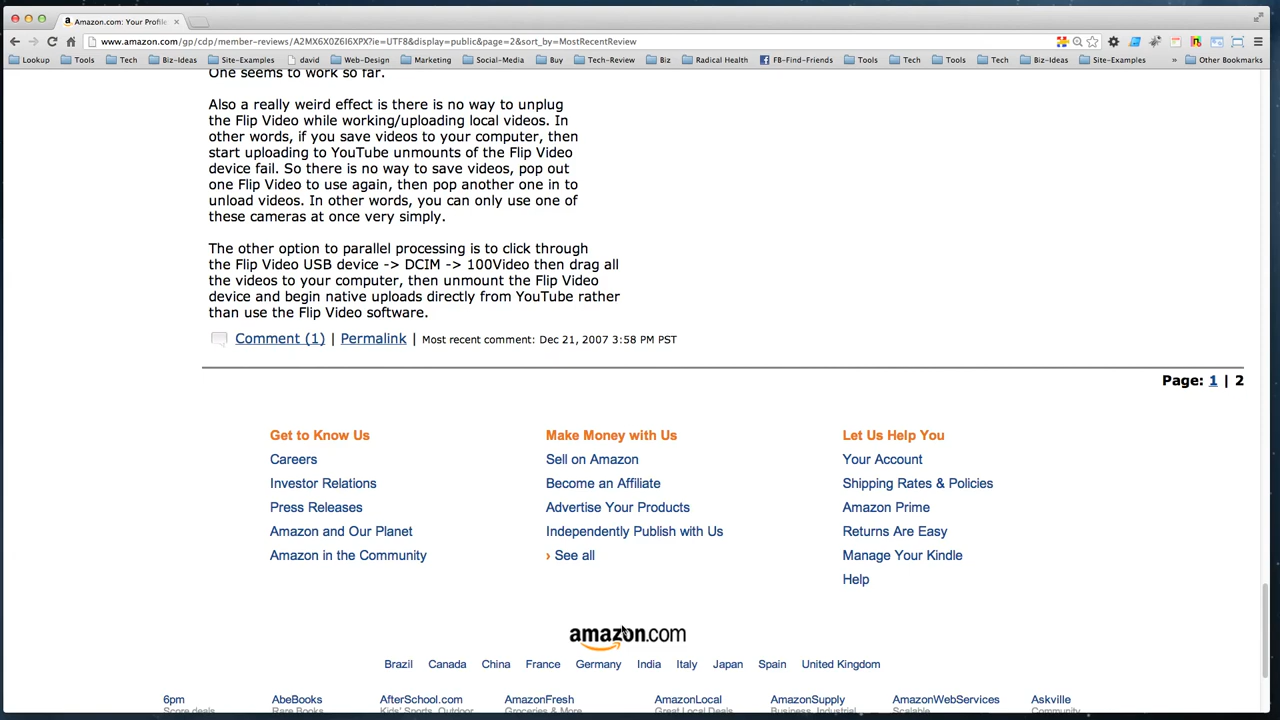 Amazon.com: Your Profile
www.amazon.com/gp/cdp/member-reviews/A2MX6X0Z6I6XPX?ie=UTF8&display=public&page=2&sort_by=MostRecentReview
Lookup Tools Tech Biz-Ideas Site-Examples david Web-Design Marketing Social-Media Buy Tech-Review Biz Radical Health FB-Find-Friends Tools Tech Tools Tech Biz-Ideas Site-Examples » Other Bookmarks
One seems to work so far.
Also a really weird effect is there is no way to unplug
the Flip Video while working/uploading local videos. In
other words, if you save videos to your computer, then
start uploading to YouTube unmounts of the Flip Video
device fail. So there is no way to save videos, pop out
one Flip Video to use again, then pop another one in to
unload videos. In other words, you can only use one of
these cameras at once very simply.
The other option to parallel processing is to click through
the Flip Video USB device -> DCIM -> 100Video then drag all
the videos to your computer, then unmount the Flip Video
device and begin native uploads directly from YouTube rather
than use the Flip Video software.
Comment (1) | Permalink | Most recent comment: Dec 21, 2007 3:58 PM PST
Page: 1 | 2
Get to Know Us
Careers
Investor Relations
Press Releases
Amazon and Our Planet
Amazon in the Community
Make Money with Us
Sell on Amazon
Become an Affiliate
Advertise Your Products
Independently Publish with Us
› See all
Let Us Help You
Your Account
Shipping Rates & Policies
Amazon Prime
Returns Are Easy
Manage Your Kindle
Help
amazon.com
Brazil Canada China France Germany India Italy Japan Spain United Kingdom
6pm AbeBooks AfterSchool.com AmazonFresh AmazonLocal AmazonSupply AmazonWebServices Askville
Score deals Rare Books Kids' Sports, Outdoor Groceries & More Great Local Deals Business, Industrial Scalable Community